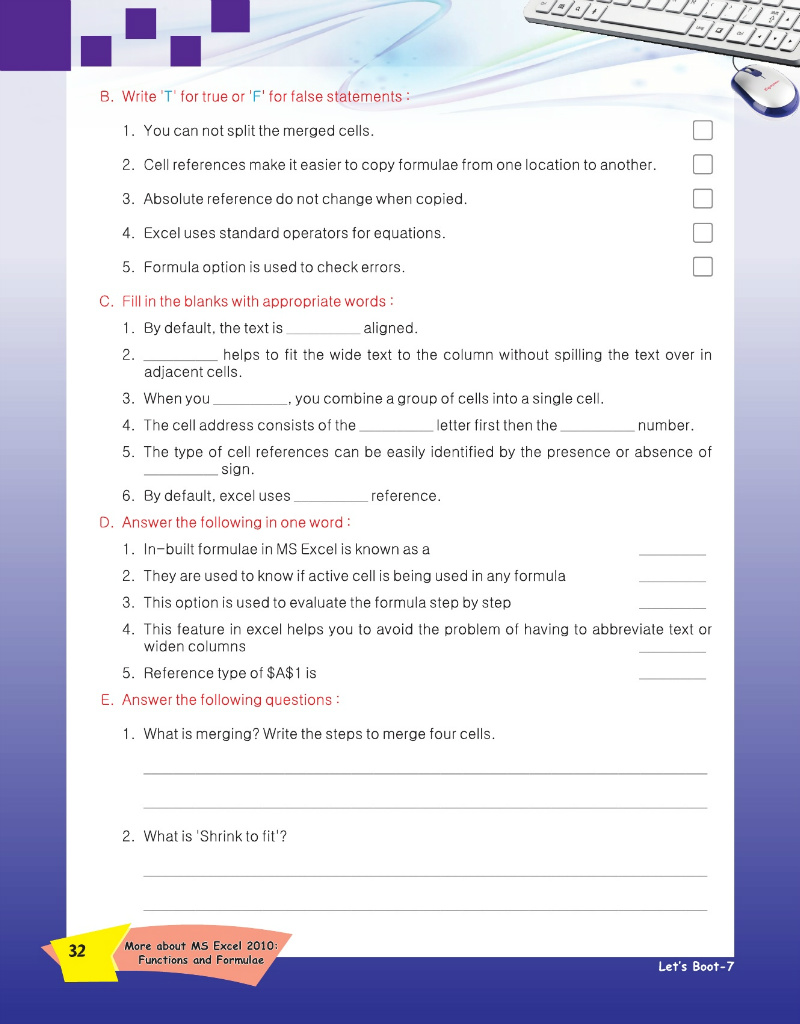 B. Write 'T' for true or 'F' for false statements :
1. You can not split the merged cells.
2. Cell references make it easier to copy formulae from one location to another.
3. Absolute reference do not change when copied.
4. Excel uses standard operators for equations.
5. Formula option is used to check errors.
C. Fill in the blanks with appropriate words :
1. By default, the text is __________ aligned.
2. __________ helps to fit the wide text to the column without spilling the text over in
adjacent cells.
3. When you __________, you combine a group of cells into a single cell.
4. The cell address consists of the __________ letter first then the __________ number.
5. The type of cell references can be easily identified by the presence or absence of
__________ sign.
6. By default, excel uses __________ reference.
D. Answer the following in one word :
1. In-built formulae in MS Excel is known as a __________
2. They are used to know if active cell is being used in any formula __________
3. This option is used to evaluate the formula step by step __________
4. This feature in excel helps you to avoid the problem of having to abbreviate text or
widen columns __________
5. Reference type of $A$1 is __________
E. Answer the following questions :
1. What is merging? Write the steps to merge four cells.
2. What is 'Shrink to fit'?
32
More about MS Excel 2010:
Functions and Formulae
Let's Boot-7